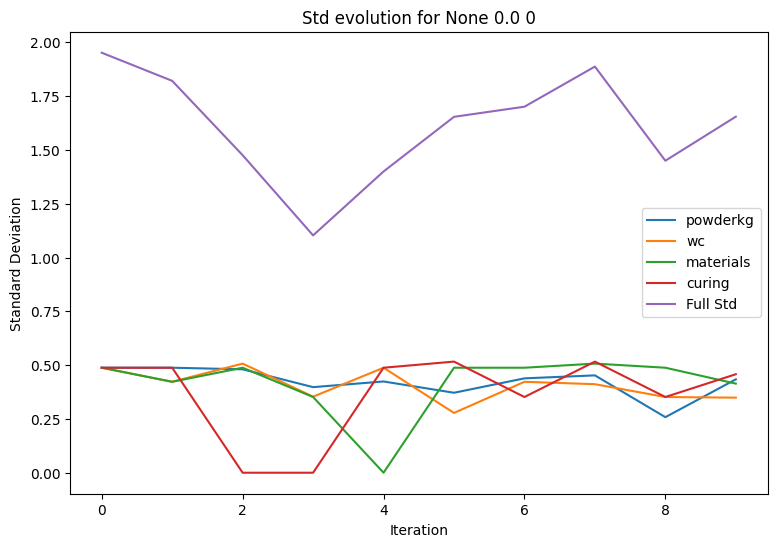 Std evolution for None 0.0 0
2.00
1.75
1.50
1.25
1.00
0.75
0.50
0.25
0.00
Standard Deviation
powderkg
wc
materials
curing
Full Std
0 2 4 6 8
Iteration